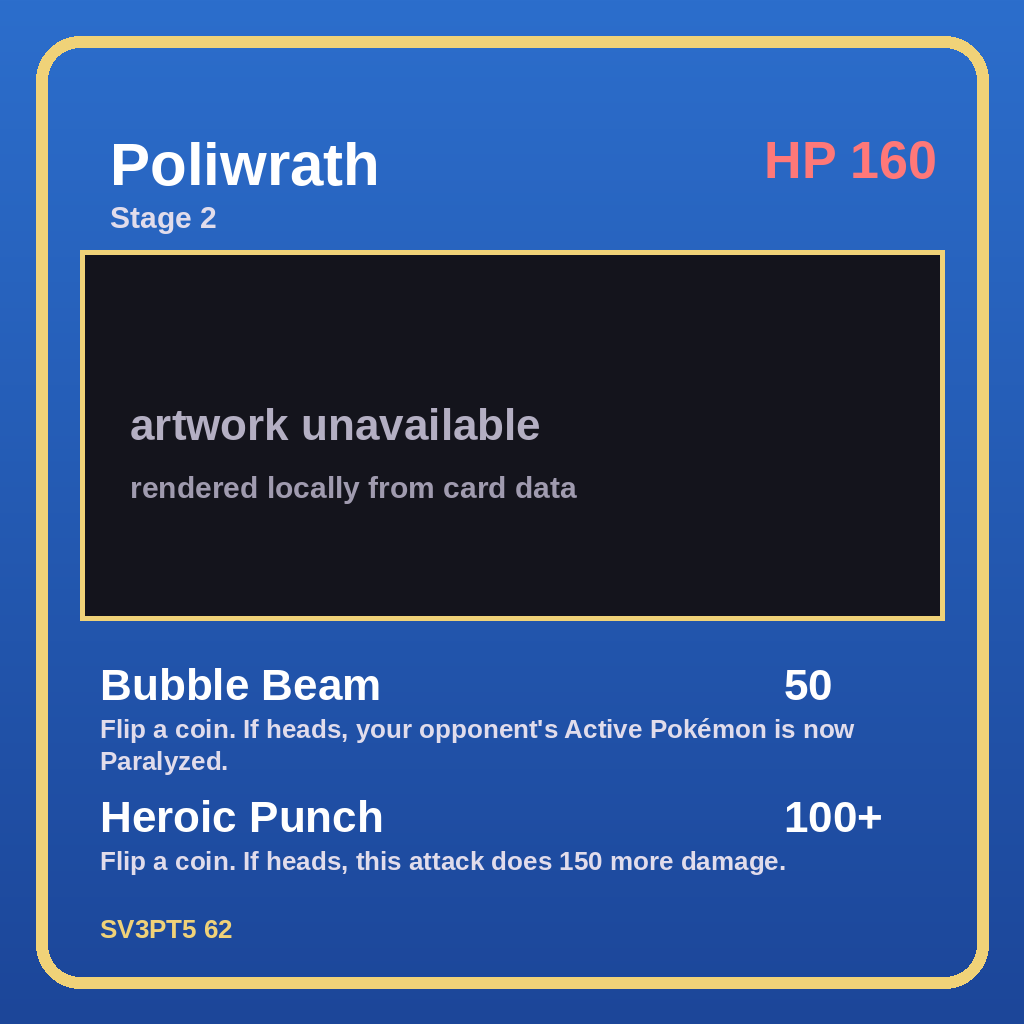 Poliwrath
HP 160
Stage 2
artwork unavailable
rendered locally from card data
Bubble Beam 50
Flip a coin. If heads, your opponent's Active Pokémon is now
Paralyzed.
Heroic Punch 100+
Flip a coin. If heads, this attack does 150 more damage.
SV3PT5 62